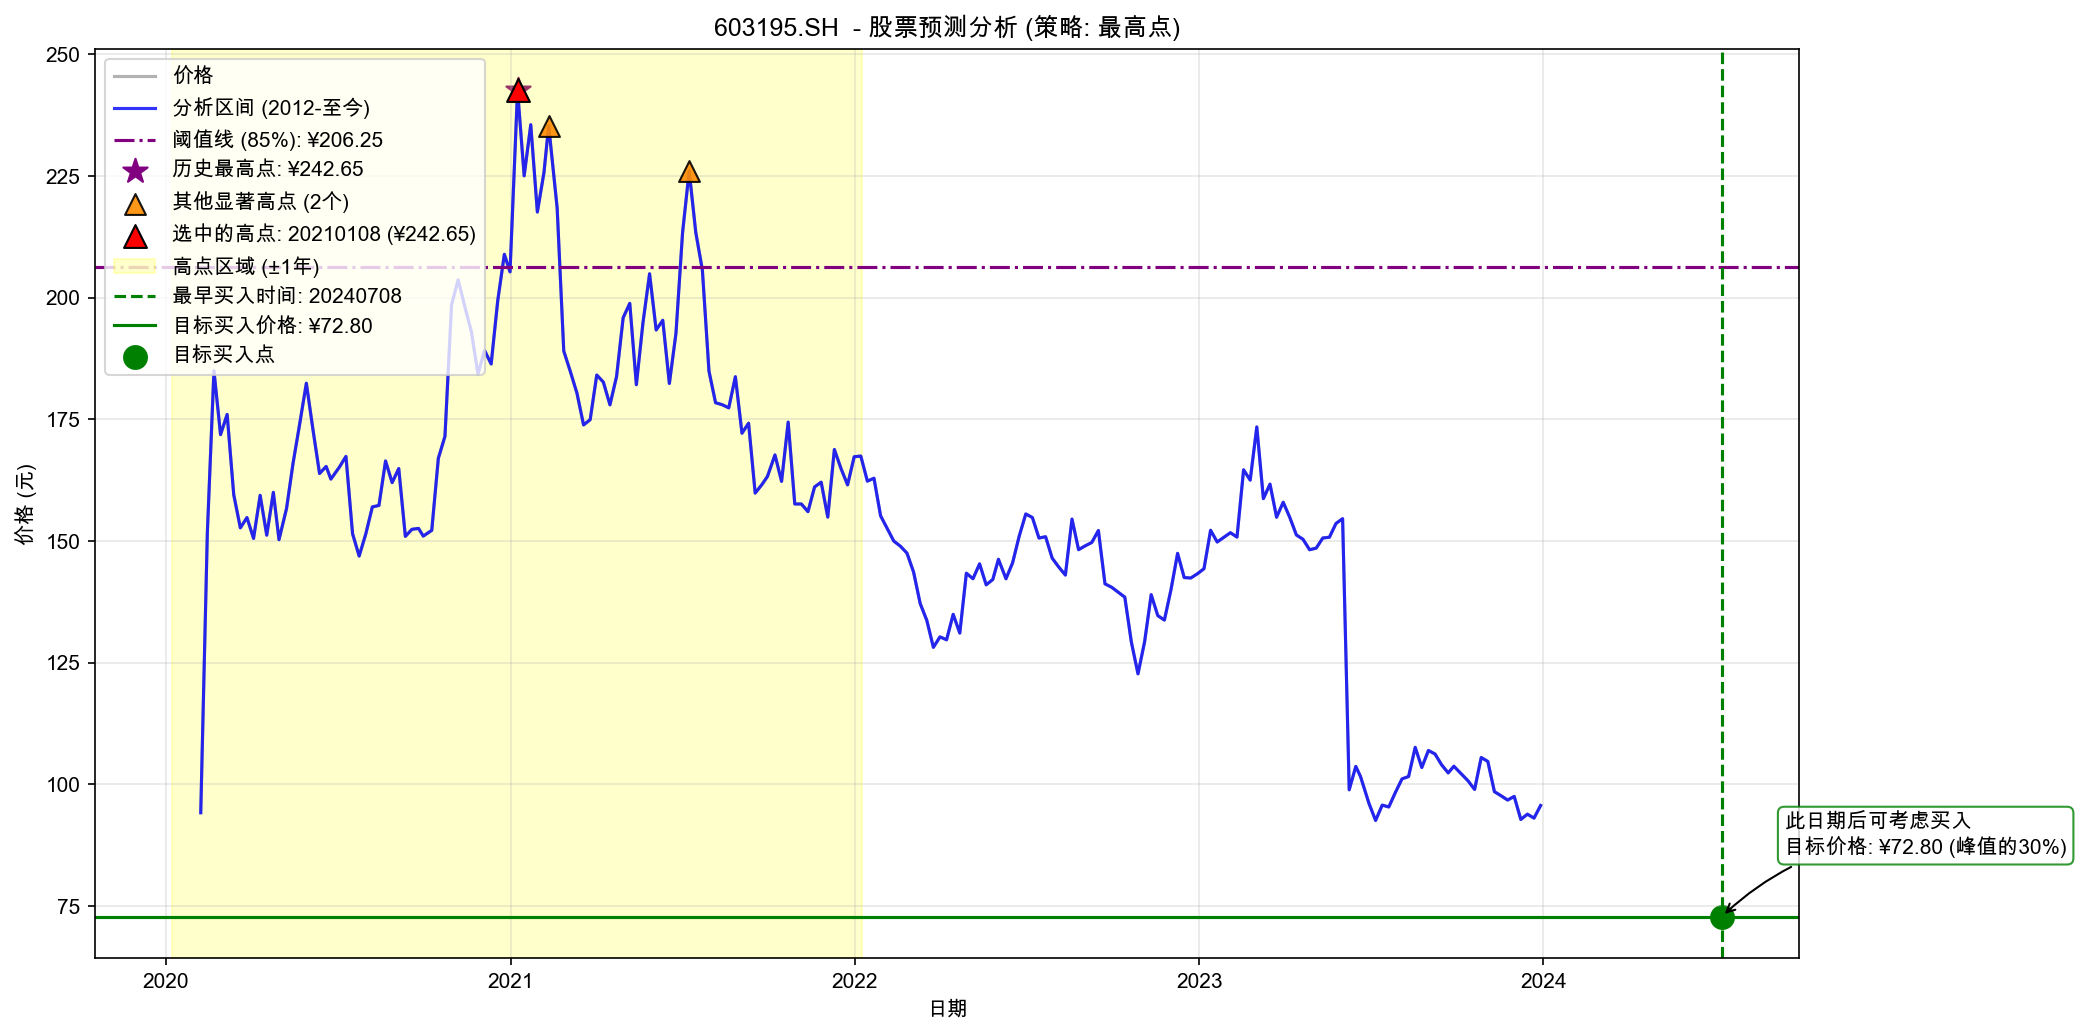 603195.SH - 股票预测分析 (策略: 最高点)
价格
分析区间 (2012-至今)
阈值线 (85%): ¥206.25
历史最高点: ¥242.65
其他显著高点 (2个)
选中的高点: 20210108 (¥242.65)
高点区域 (±1年)
最早买入时间: 20240708
目标买入价格: ¥72.80
目标买入点
250
225
200
175
150
125
100
75
价格 (元)
此日期后可考虑买入
目标价格: ¥72.80 (峰值的30%)
2020
2021
2022
2023
2024
日期